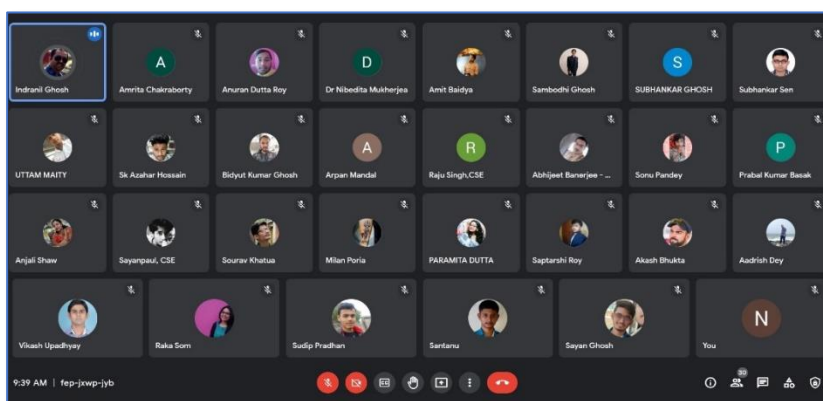 Indranil Ghosh
A
Amrita Chakraborty
Anuran Dutta Roy
D
Dr Nibedita Mukherjea
Amit Baidya
Sambodhi Ghosh
S
SUBHANKAR GHOSH
Subhankar Sen
UTTAM MAITY
Sk Azahar Hossain
Bidyut Kumar Ghosh
A
Arpan Mandal
R
Raju Singh,CSE
Abhijeet Banerjee - ...
Sonu Pandey
P
Prabal Kumar Basak
Anjali Shaw
Sayanpaul, CSE
Sourav Khatua
Milan Poria
PARAMITA DUTTA
Saptarshi Roy
Akash Bhukta
Aadrish Dey
Vikash Upadhyay
Raka Som
Sudip Pradhan
Santanu
Sayan Ghosh
N
You
9:39 AM | fep-jxwp-jyb
30